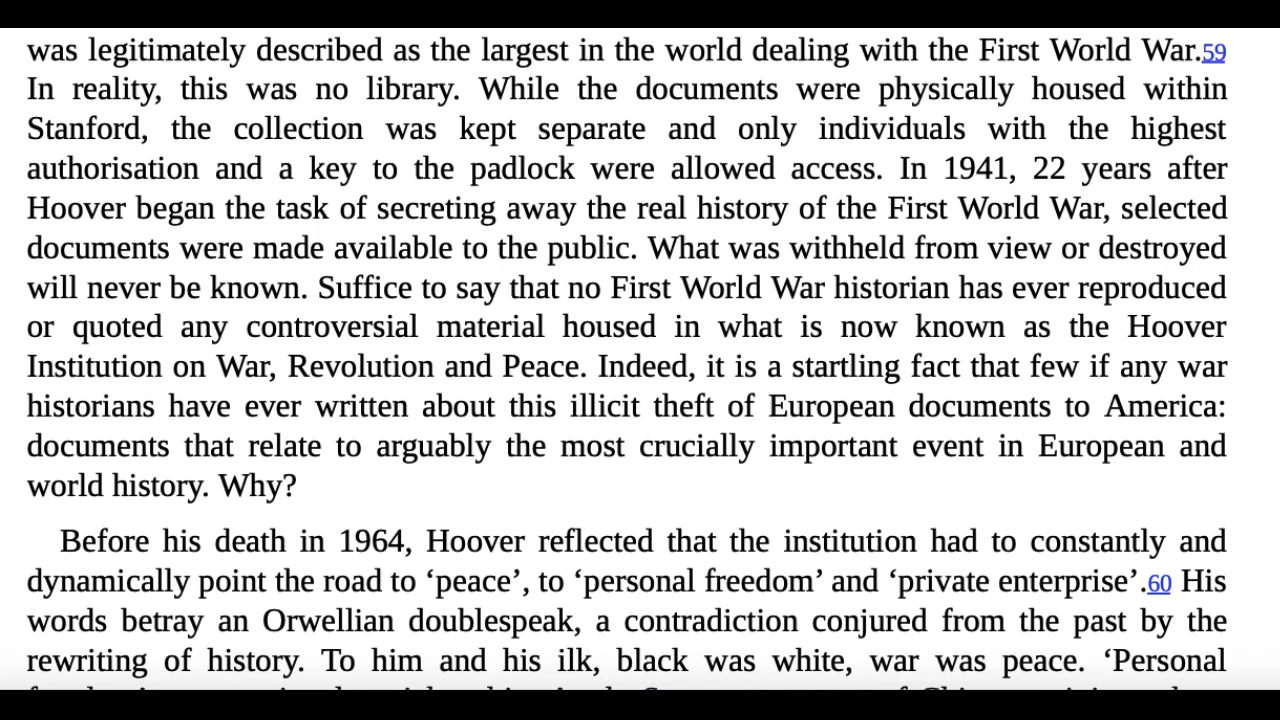 was legitimately described as the largest in the world dealing with the First World War.59
In reality, this was no library. While the documents were physically housed within
Stanford, the collection was kept separate and only individuals with the highest
authorisation and a key to the padlock were allowed access. In 1941, 22 years after
Hoover began the task of secreting away the real history of the First World War, selected
documents were made available to the public. What was withheld from view or destroyed
will never be known. Suffice to say that no First World War historian has ever reproduced
or quoted any controversial material housed in what is now known as the Hoover
Institution on War, Revolution and Peace. Indeed, it is a startling fact that few if any war
historians have ever written about this illicit theft of European documents to America:
documents that relate to arguably the most crucially important event in European and
world history. Why?
Before his death in 1964, Hoover reflected that the institution had to constantly and
dynamically point the road to ‘peace’, to ‘personal freedom’ and ‘private enterprise’.60 His
words betray an Orwellian doublespeak, a contradiction conjured from the past by the
rewriting of history. To him and his ilk, black was white, war was peace. ‘Personal